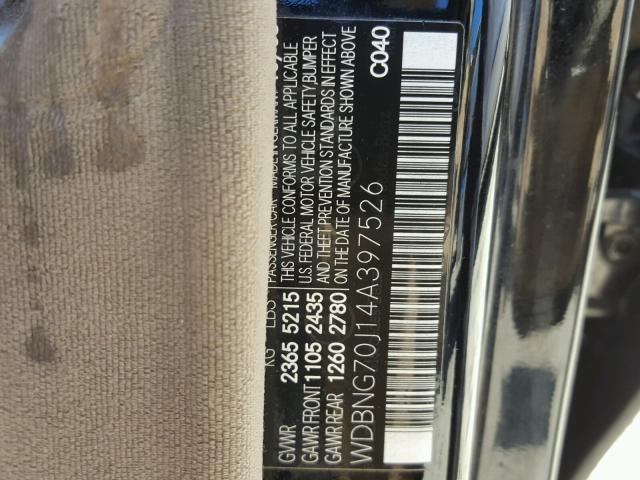 KG LBS PASSENGER CAR - MADE IN
GVWR 2365 5215 THIS VEHICLE CONFORMS TO ALL APPLICABLE
GAWR FRONT 1105 2435 U.S. FEDERAL MOTOR VEHICLE SAFETY, BUMPER
GAWR REAR 1260 2780 AND THEFT PREVENTION STANDARDS IN EFFECT
ON THE DATE OF MANUFACTURE SHOWN ABOVE
WDBNG70J14A397526 C040